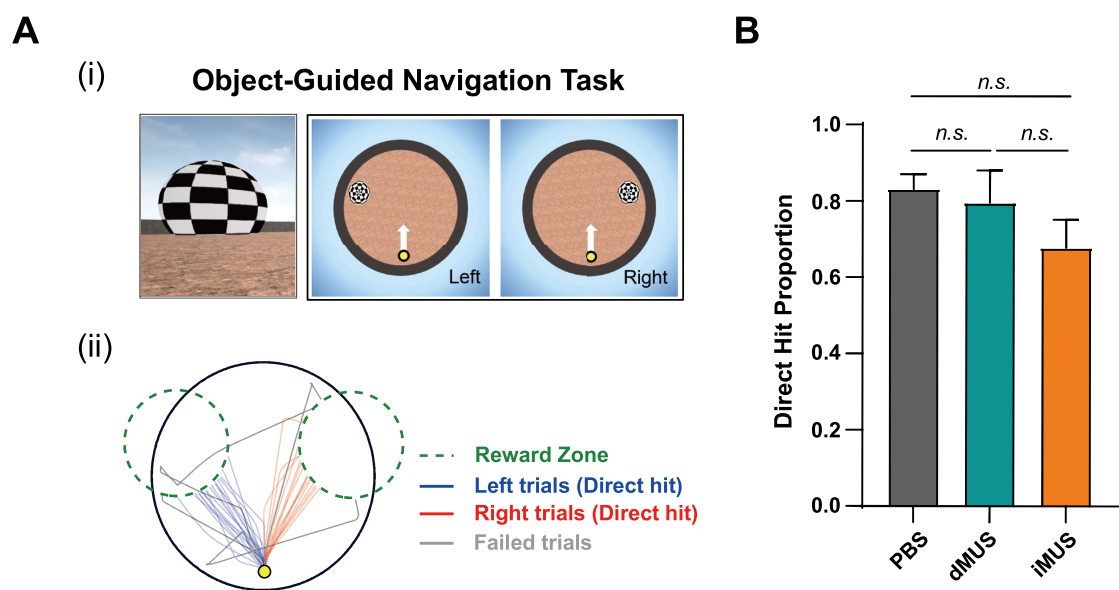 A
(i)
Object-Guided Navigation Task
Left
Right
(ii)
Reward Zone
Left trials (Direct hit)
Right trials (Direct hit)
Failed trials
B
n.s.
n.s.
n.s.
Direct Hit Proportion
1.0
0.8
0.6
0.4
0.2
0.0
PBS
dMUS
iMUS